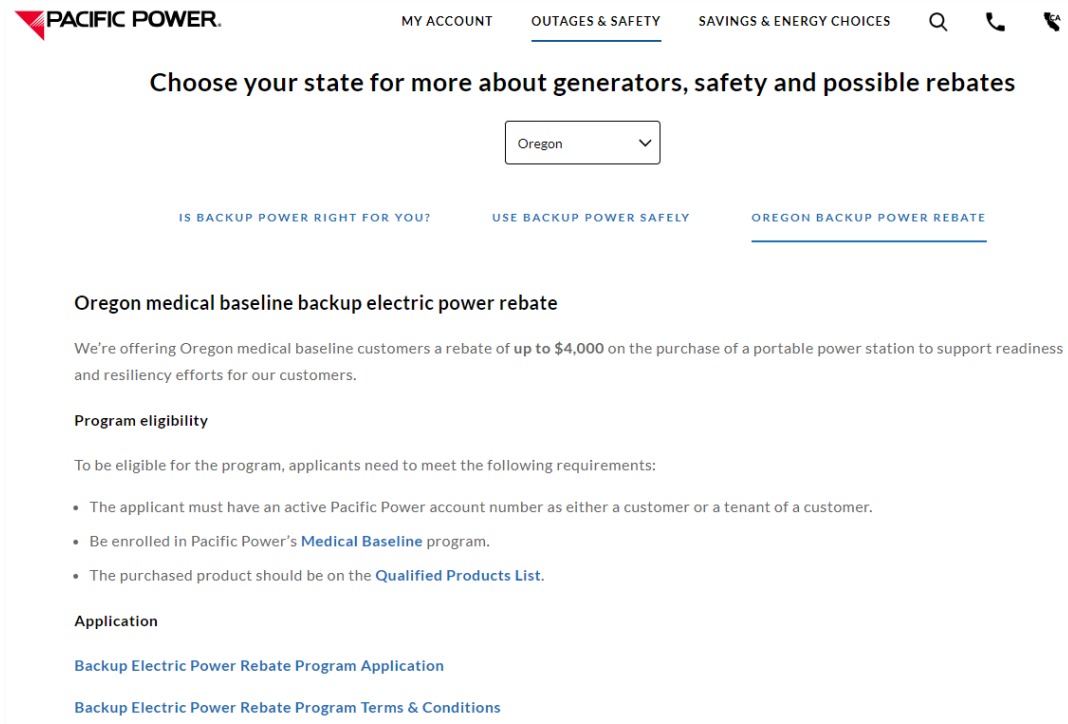 PACIFIC POWER.
MY ACCOUNT
OUTAGES & SAFETY
SAVINGS & ENERGY CHOICES
CA
Choose your state for more about generators, safety and possible rebates
Oregon
IS BACKUP POWER RIGHT FOR YOU?
USE BACKUP POWER SAFELY
OREGON BACKUP POWER REBATE
Oregon medical baseline backup electric power rebate
We’re offering Oregon medical baseline customers a rebate of up to $4,000 on the purchase of a portable power station to support readiness
and resiliency efforts for our customers.
Program eligibility
To be eligible for the program, applicants need to meet the following requirements:
• The applicant must have an active Pacific Power account number as either a customer or a tenant of a customer.
• Be enrolled in Pacific Power’s Medical Baseline program.
• The purchased product should be on the Qualified Products List.
Application
Backup Electric Power Rebate Program Application
Backup Electric Power Rebate Program Terms & Conditions